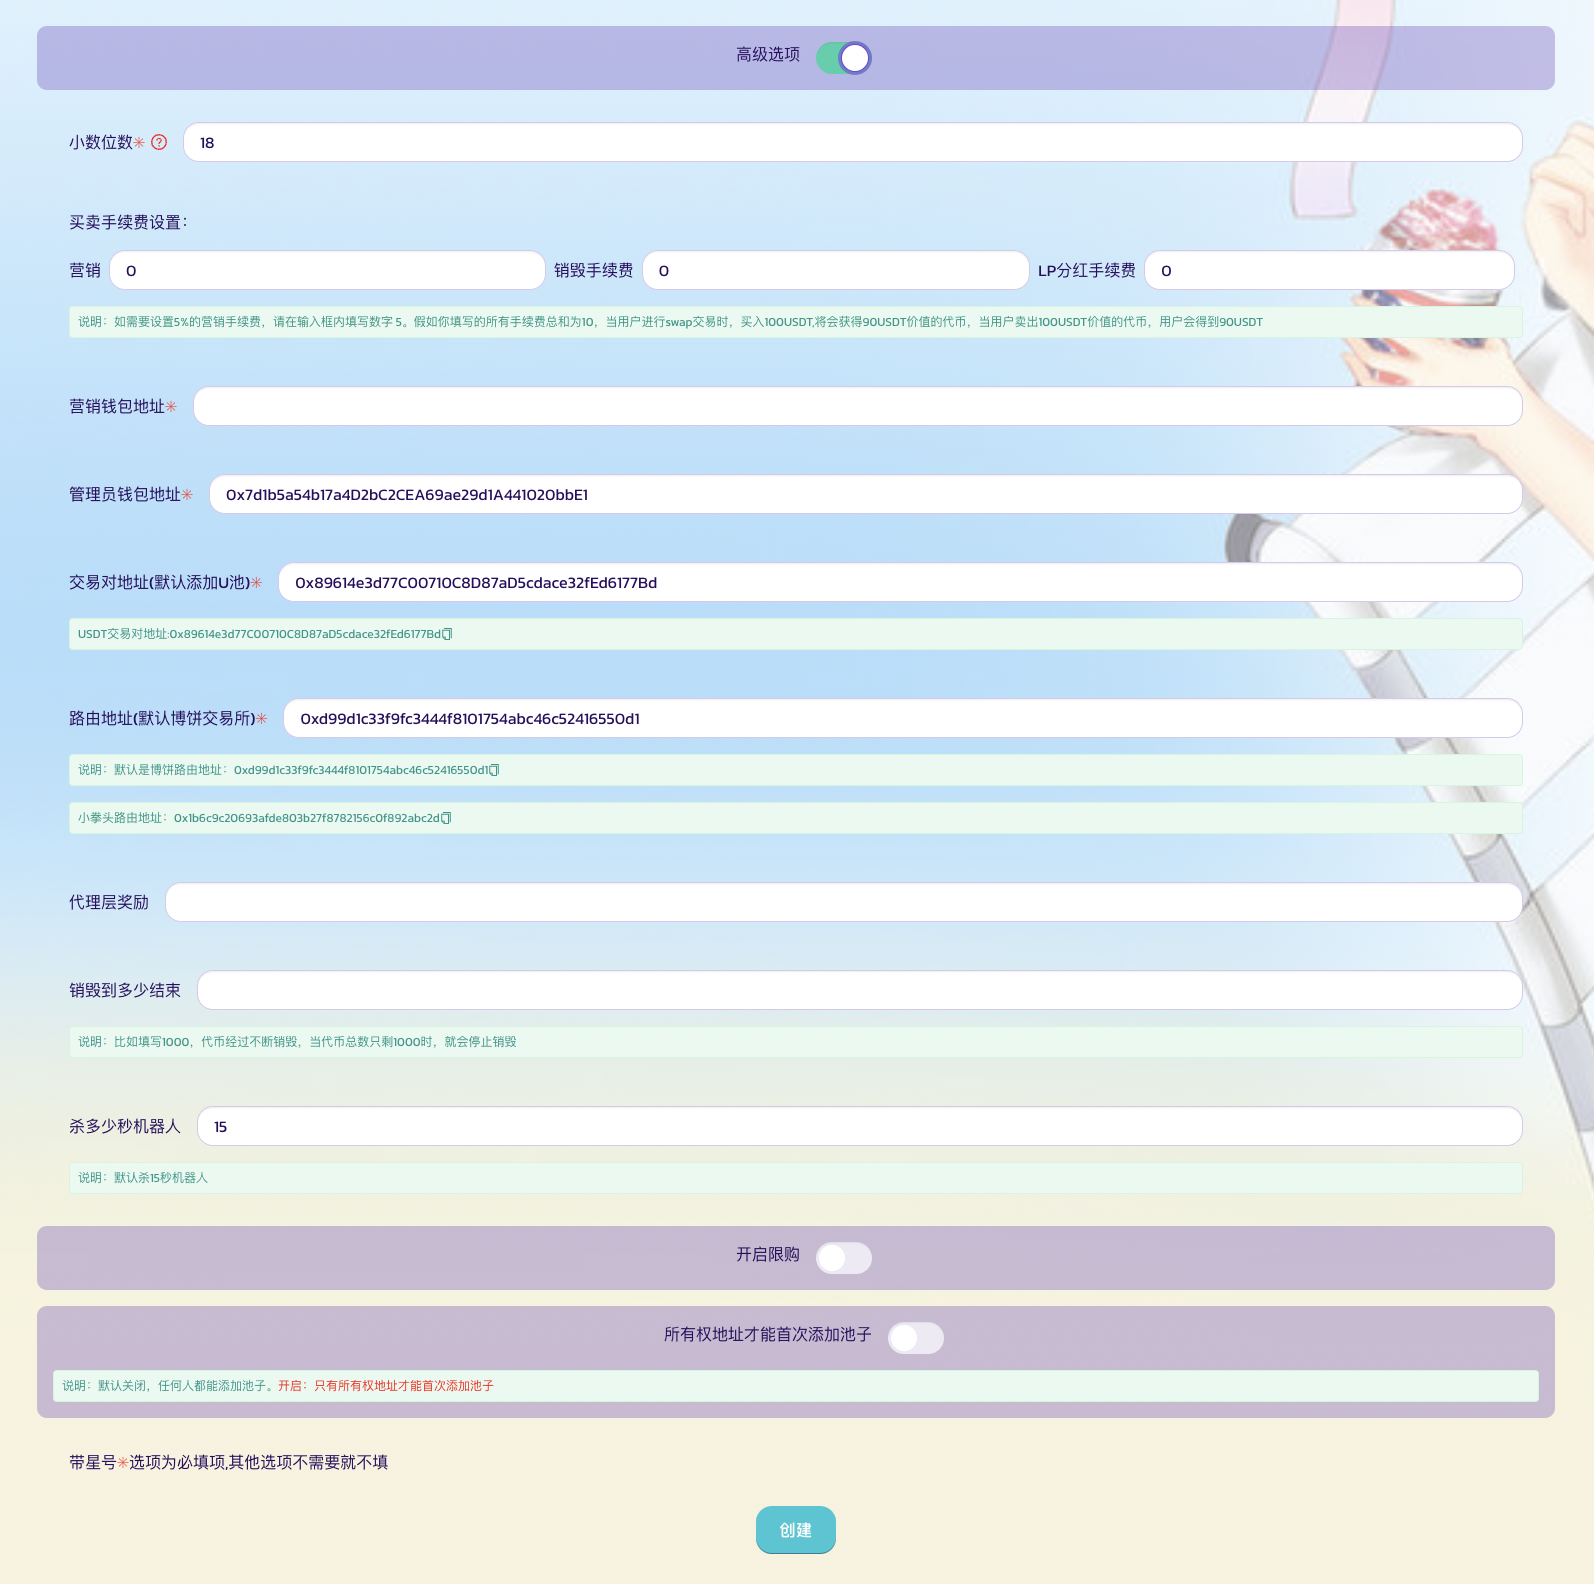 高级选项
小数位数✳ ? 18
买卖手续费设置：
营销 0 销毁手续费 0 LP分红手续费 0
说明：如需要设置5%的营销手续费，请在输入框内填写数字 5。假如你填写的所有手续费总和为10，当用户进行swap交易时，买入100USDT,将会获得90USDT价值的代币，当用户卖出100USDT价值的代币，用户会得到90USDT
营销钱包地址✳
管理员钱包地址✳ 0x7d1b5a54b17a4D2bC2CEA69ae29d1A441020bbE1
交易对地址(默认添加U池)✳ 0x89614e3d77C00710C8D87aD5cdace32fEd6177Bd
USDT交易对地址:0x89614e3d77C00710C8D87aD5cdace32fEd6177Bd
路由地址(默认博饼交易所)✳ 0xd99d1c33f9fc3444f8101754abc46c52416550d1
说明：默认是博饼路由地址：0xd99d1c33f9fc3444f8101754abc46c52416550d1
小拳头路由地址：0x1b6c9c20693afde803b27f8782156c0f892abc2d
代理层奖励
销毁到多少结束
说明：比如填写1000，代币经过不断销毁，当代币总数只剩1000时，就会停止销毁
杀多少秒机器人 15
说明：默认杀15秒机器人
开启限购
所有权地址才能首次添加池子
说明：默认关闭，任何人都能添加池子。开启：只有所有权地址才能首次添加池子
带星号✳选项为必填项,其他选项不需要就不填
创建